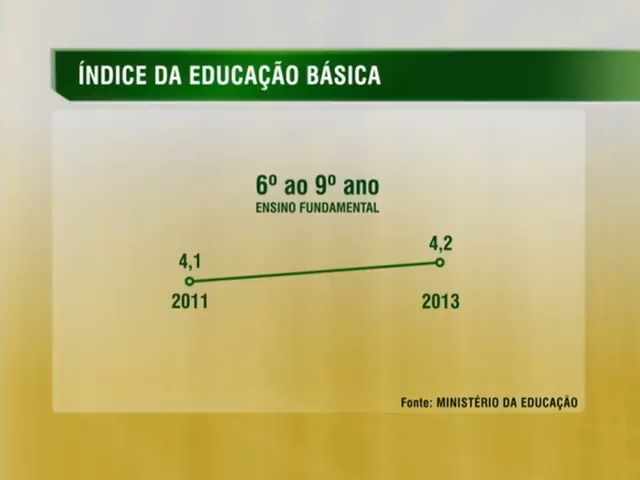 ÍNDICE DA EDUCAÇÃO BÁSICA
6º ao 9º ano
ENSINO FUNDAMENTAL
4,1
4,2
2011
2013
Fonte: MINISTÉRIO DA EDUCAÇÃO